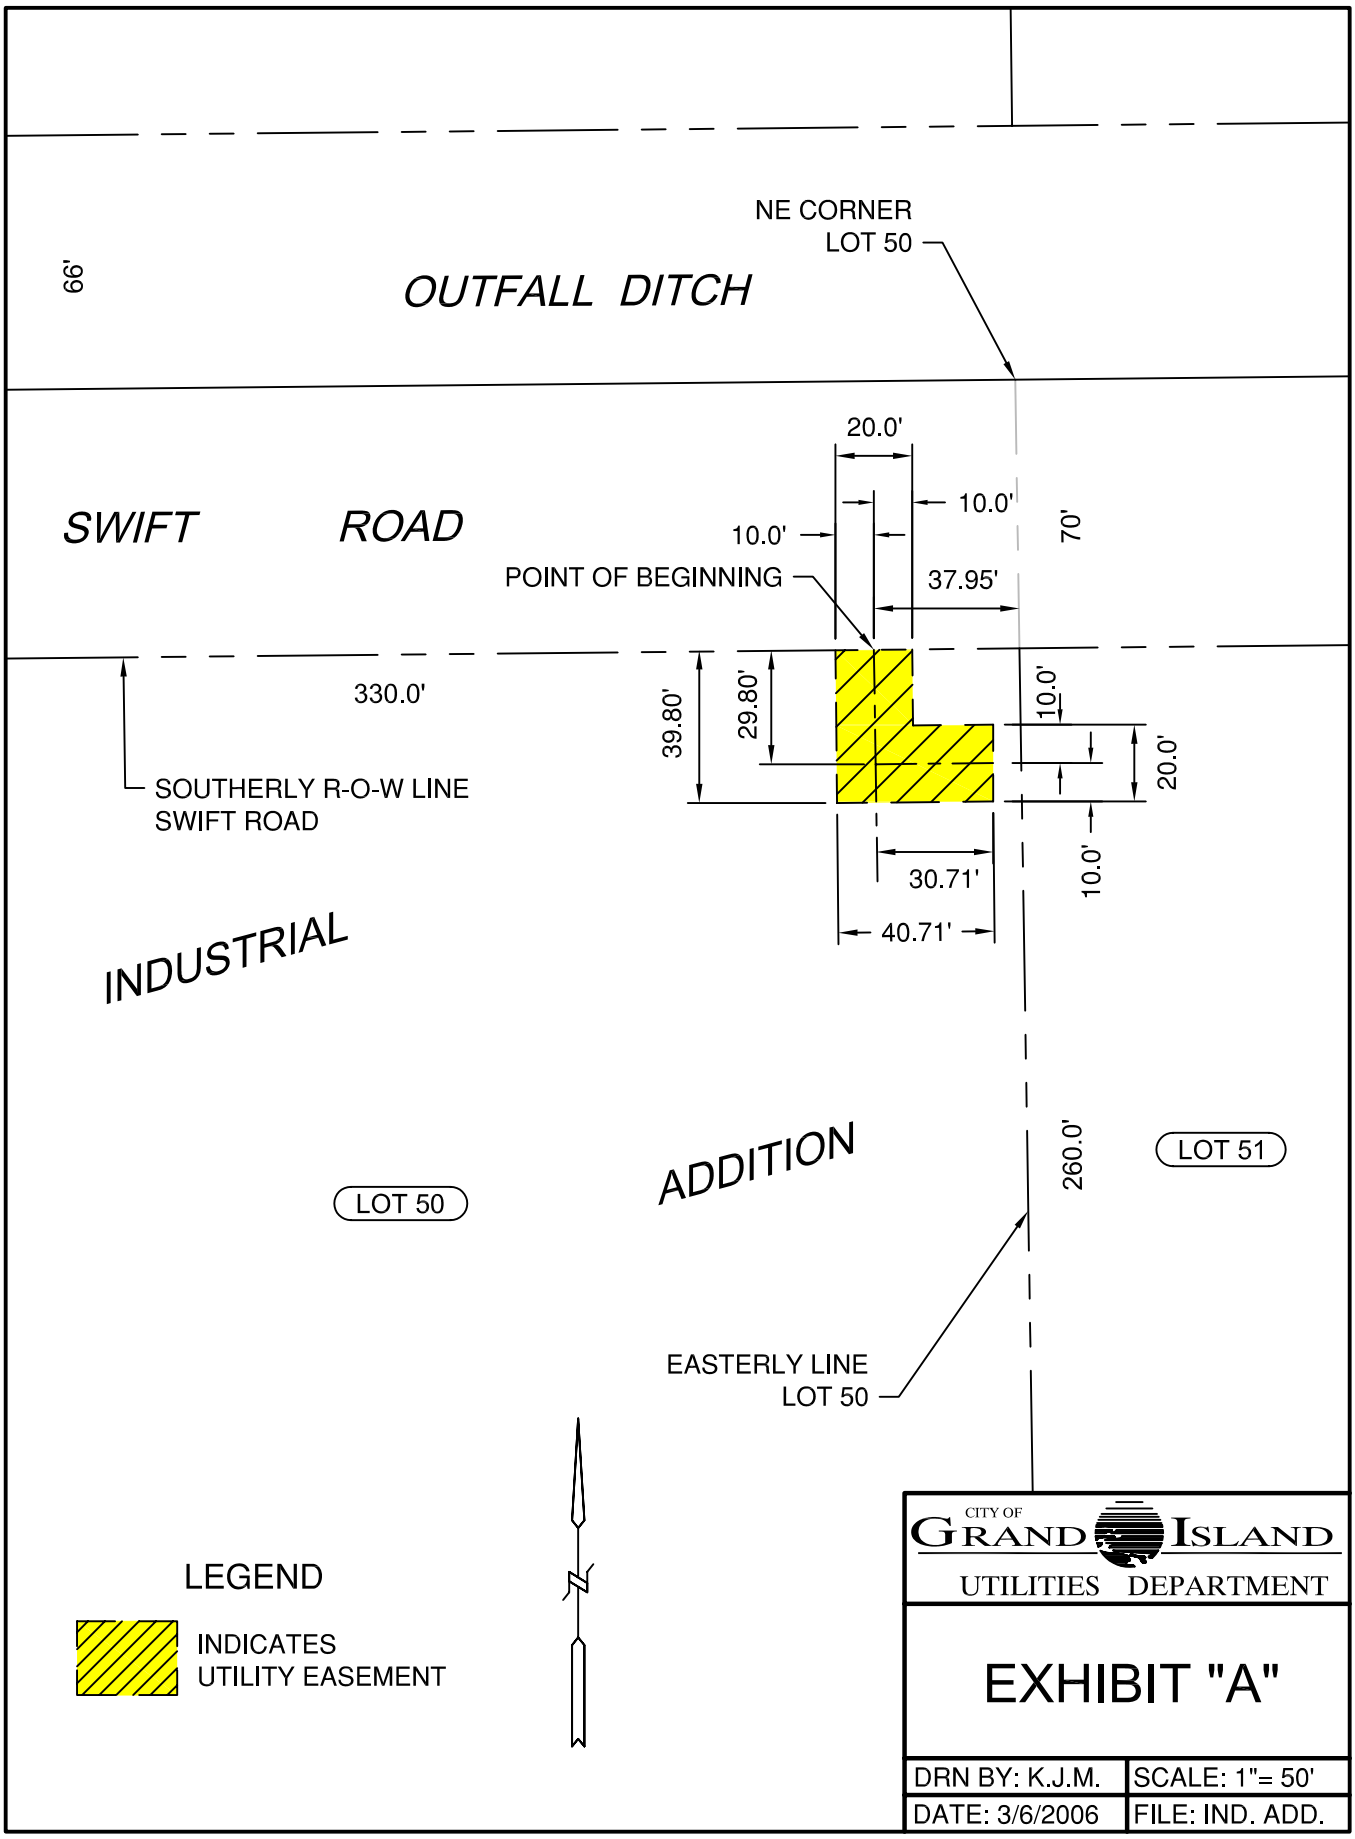 NE CORNER
LOT 50
66'
OUTFALL DITCH
20.0'
10.0'
SWIFT ROAD
10.0'
70'
POINT OF BEGINNING
37.95'
330.0'
39.80'
29.80'
10.0'
20.0'
SOUTHERLY R-O-W LINE
SWIFT ROAD
10.0'
30.71'
40.71'
INDUSTRIAL
ADDITION
260.0'
LOT 51
LOT 50
EASTERLY LINE
LOT 50
LEGEND
INDICATES
UTILITY EASEMENT
CITY OF
GRAND ISLAND
UTILITIES DEPARTMENT
EXHIBIT "A"
DRN BY: K.J.M.
SCALE: 1"= 50'
DATE: 3/6/2006
FILE: IND. ADD.